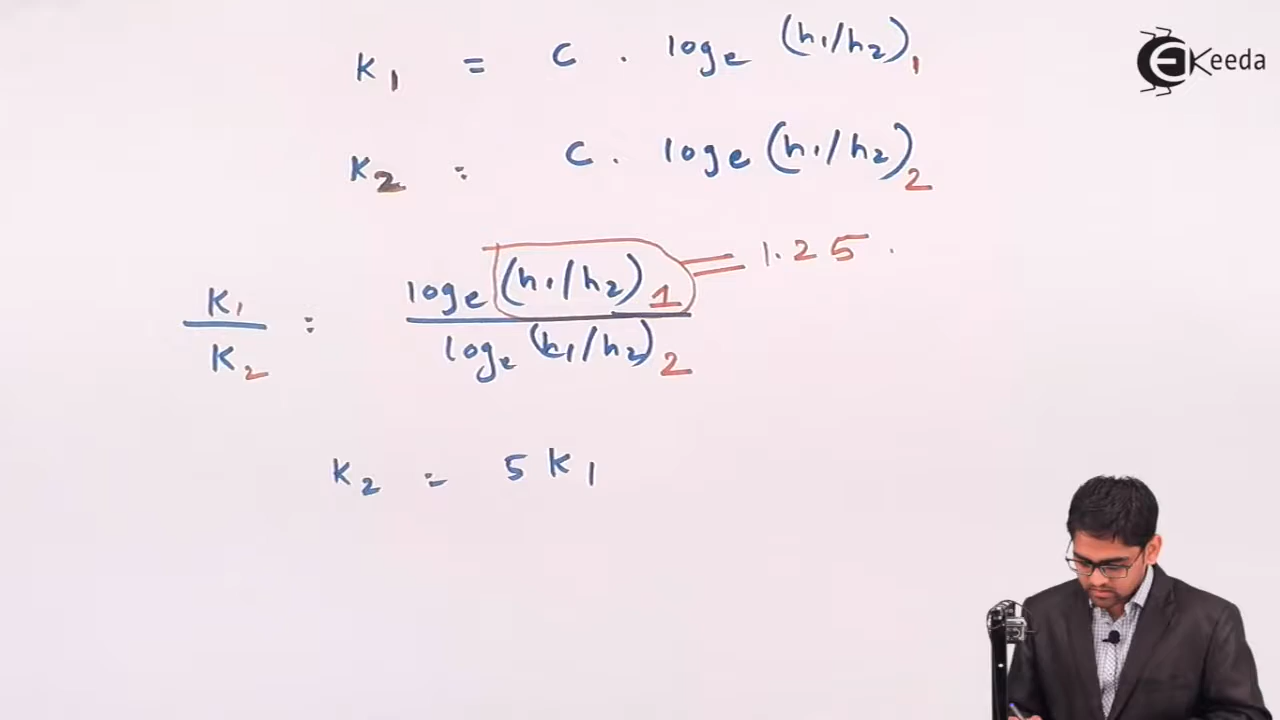 EKeeda
K1 = C . loge (h1/h2)1
K2 : C . loge (h1/h2)2
K1/K2 : loge (h1/h2)1 / loge (h1/h2)2 = 1.25 .
K2 = 5 K1